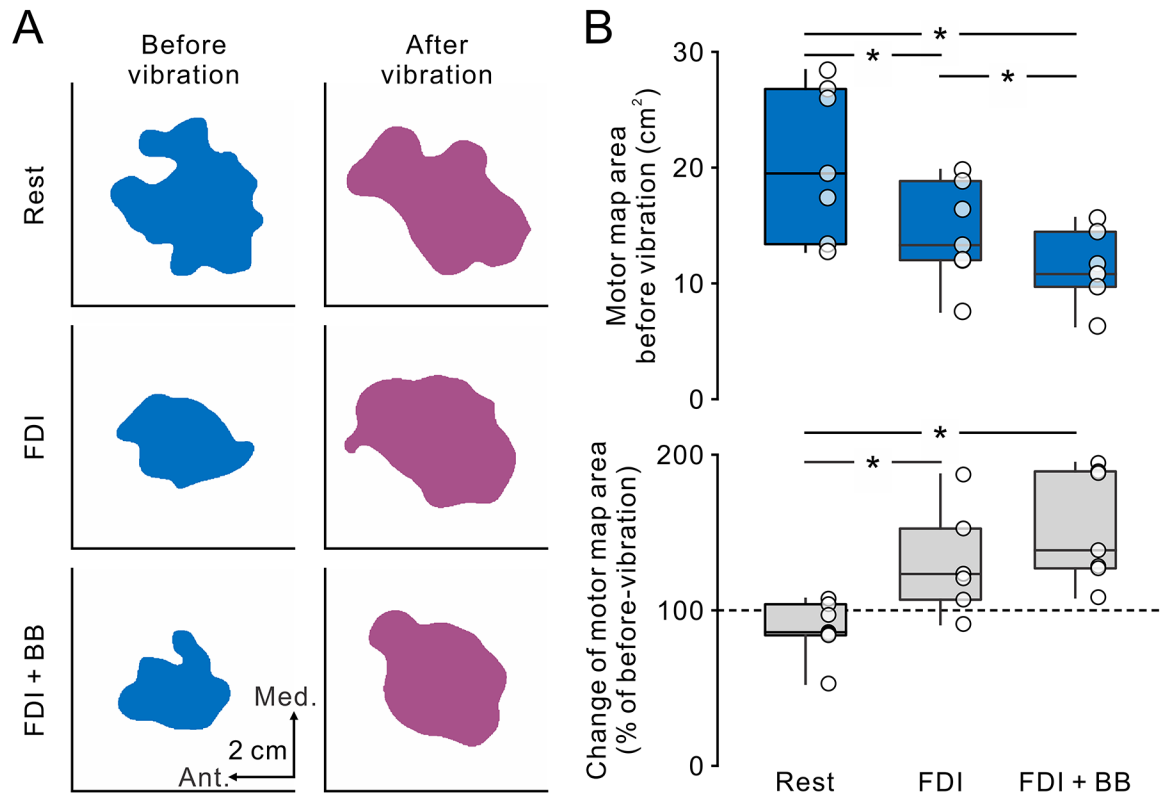 A
Before
vibration
After
vibration
Rest
FDI
FDI + BB
Med.
2 cm
Ant.
B
Motor map area
before vibration (cm²)
30
20
10
0
*
*
*
Change of motor map area
(% of before-vibration)
200
100
0
*
*
Rest
FDI
FDI + BB